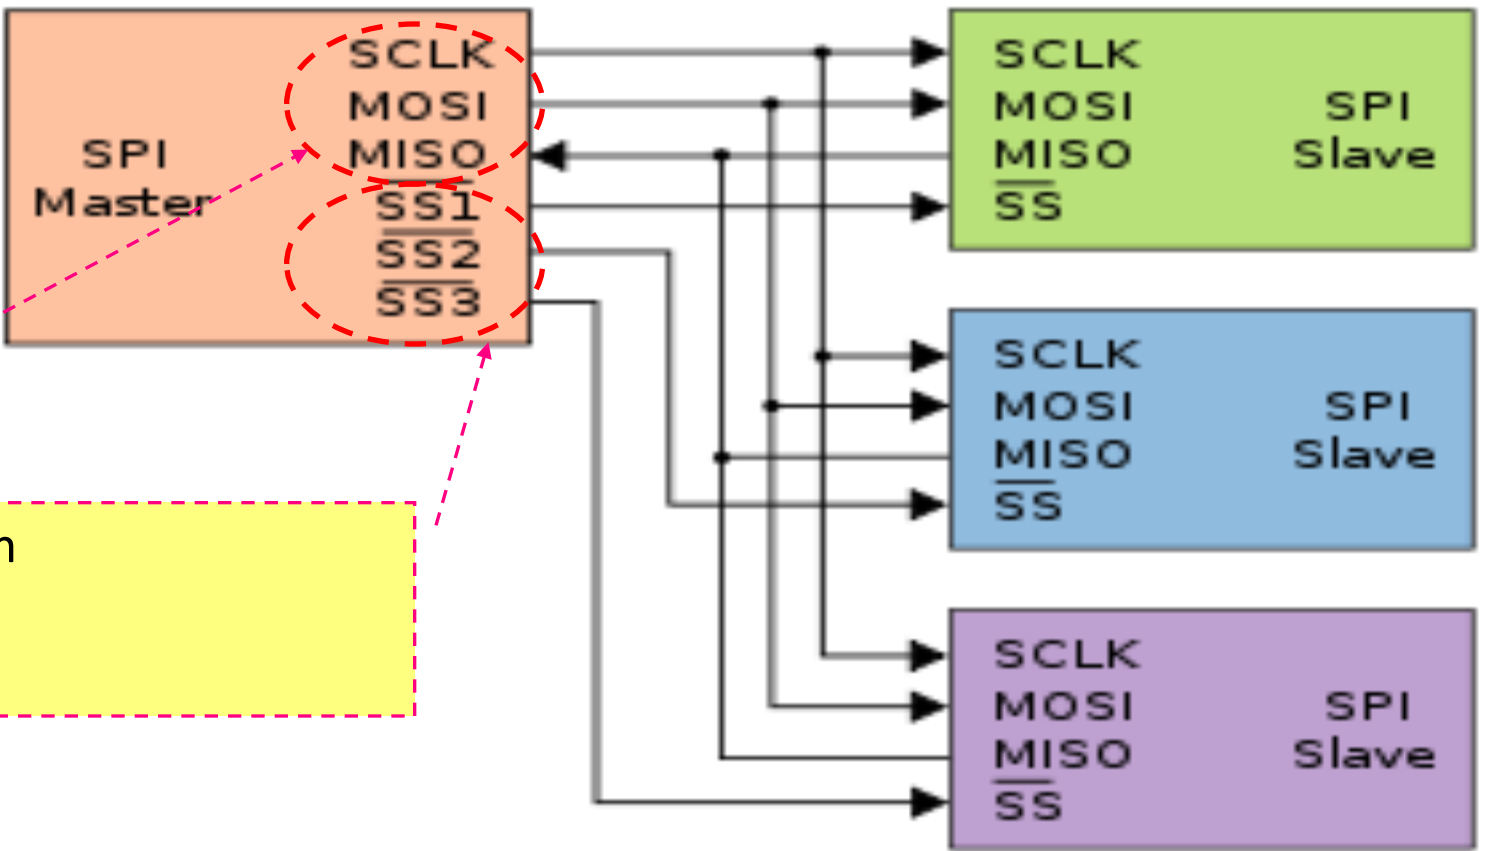 SCLK
MOSI
MISO
SS1
SS2
SS3
SPI
Master
SCLK
MOSI
MISO
SS
SPI
Slave
SCLK
MOSI
MISO
SS
SPI
Slave
n
SCLK
MOSI
MISO
SS
SPI
Slave